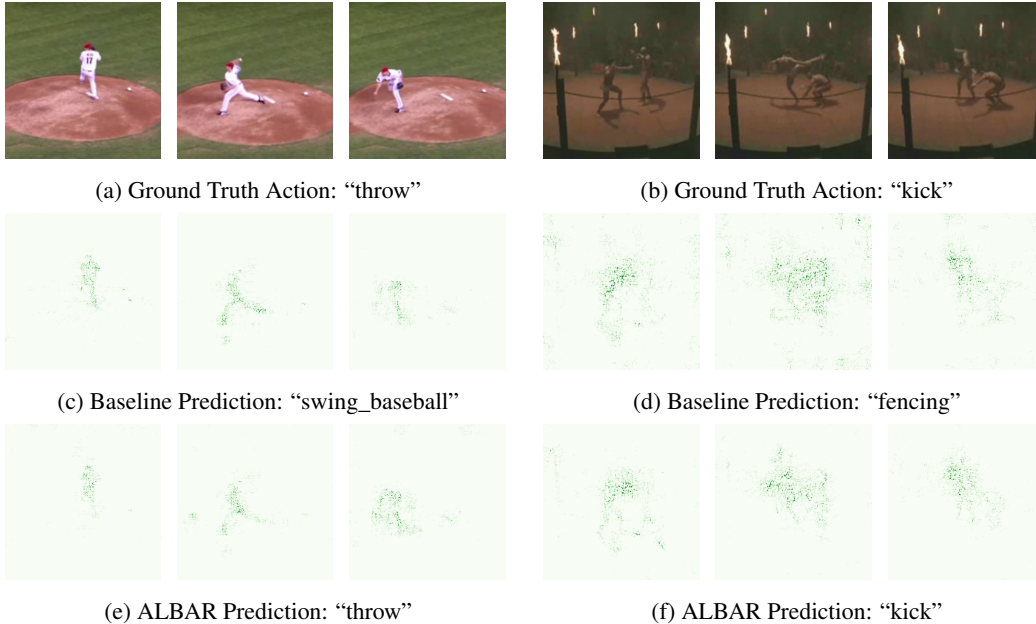 17
(a) Ground Truth Action: “throw”
(b) Ground Truth Action: “kick”
(c) Baseline Prediction: “swing_baseball”
(d) Baseline Prediction: “fencing”
(e) ALBAR Prediction: “throw”
(f) ALBAR Prediction: “kick”